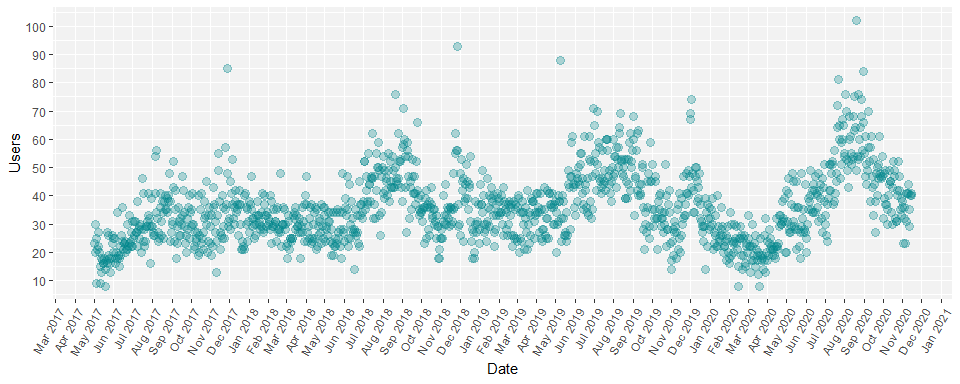 100
90
80
70
60
50
40
30
20
10
Users
Mar 2017
Apr 2017
May 2017
Jun 2017
Jul 2017
Aug 2017
Sep 2017
Oct 2017
Nov 2017
Dec 2017
Jan 2018
Feb 2018
Mar 2018
Apr 2018
May 2018
Jun 2018
Jul 2018
Aug 2018
Sep 2018
Oct 2018
Nov 2018
Dec 2018
Jan 2019
Feb 2019
Mar 2019
Apr 2019
May 2019
Jun 2019
Jul 2019
Aug 2019
Sep 2019
Oct 2019
Nov 2019
Dec 2019
Jan 2020
Feb 2020
Mar 2020
Apr 2020
May 2020
Jun 2020
Jul 2020
Aug 2020
Sep 2020
Oct 2020
Nov 2020
Dec 2020
Jan 2021
Date